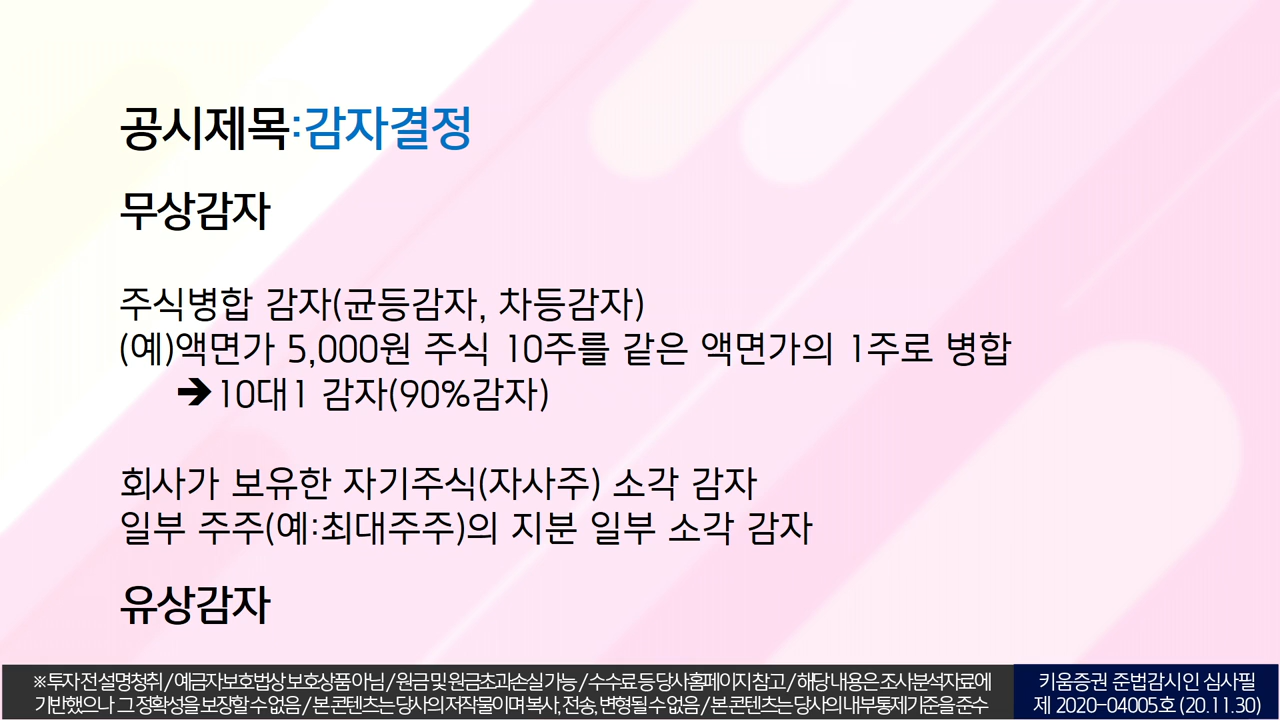 공시제목:감자결정
무상감자
주식병합 감자(균등감자, 차등감자)
(예)액면가 5,000원 주식 10주를 같은 액면가의 1주로 병합
➔10대1 감자(90%감자)
회사가 보유한 자기주식(자사주) 소각 감자
일부 주주(예:최대주주)의 지분 일부 소각 감자
유상감자
※투자 전 설명청취 / 예금자보호법상 보호상품 아님 / 원금 및 원금초과손실 가능 / 수수료 등 당사홈페이지 참고 / 해당 내용은 조사분석자료에
기반했으나 그 정확성을 보장할 수 없음 / 본 콘텐츠는 당사의 저작물이며 복사, 전송, 변형될 수 없음 / 본 콘텐츠는 당사의 내부통제기준을 준수
키움증권 준법감시인 심사필
제 2020-04005호 (20.11.30)